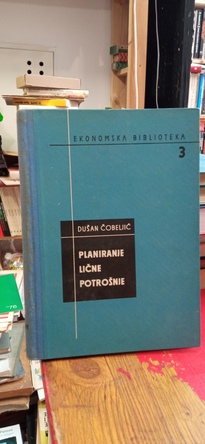 EKONOMSKA BIBLIOTEKA
3
DUŠAN ČOBELJIĆ
PLANIRANJE
LIČNE
POTROŠNJE